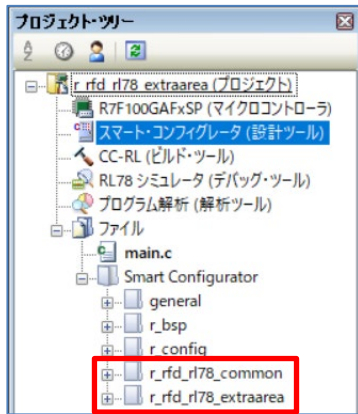 プロジェクト・ツリー
r_rfd_rl78_extraarea (プロジェクト)
R7F100GAFxSP (マイクロコントローラ)
スマート・コンフィグレータ (設計ツール)
CC-RL (ビルド・ツール)
RL78 シミュレータ (デバッグ・ツール)
プログラム解析 (解析ツール)
ファイル
main.c
Smart Configurator
general
r_bsp
r_config
r_rfd_rl78_common
r_rfd_rl78_extraarea